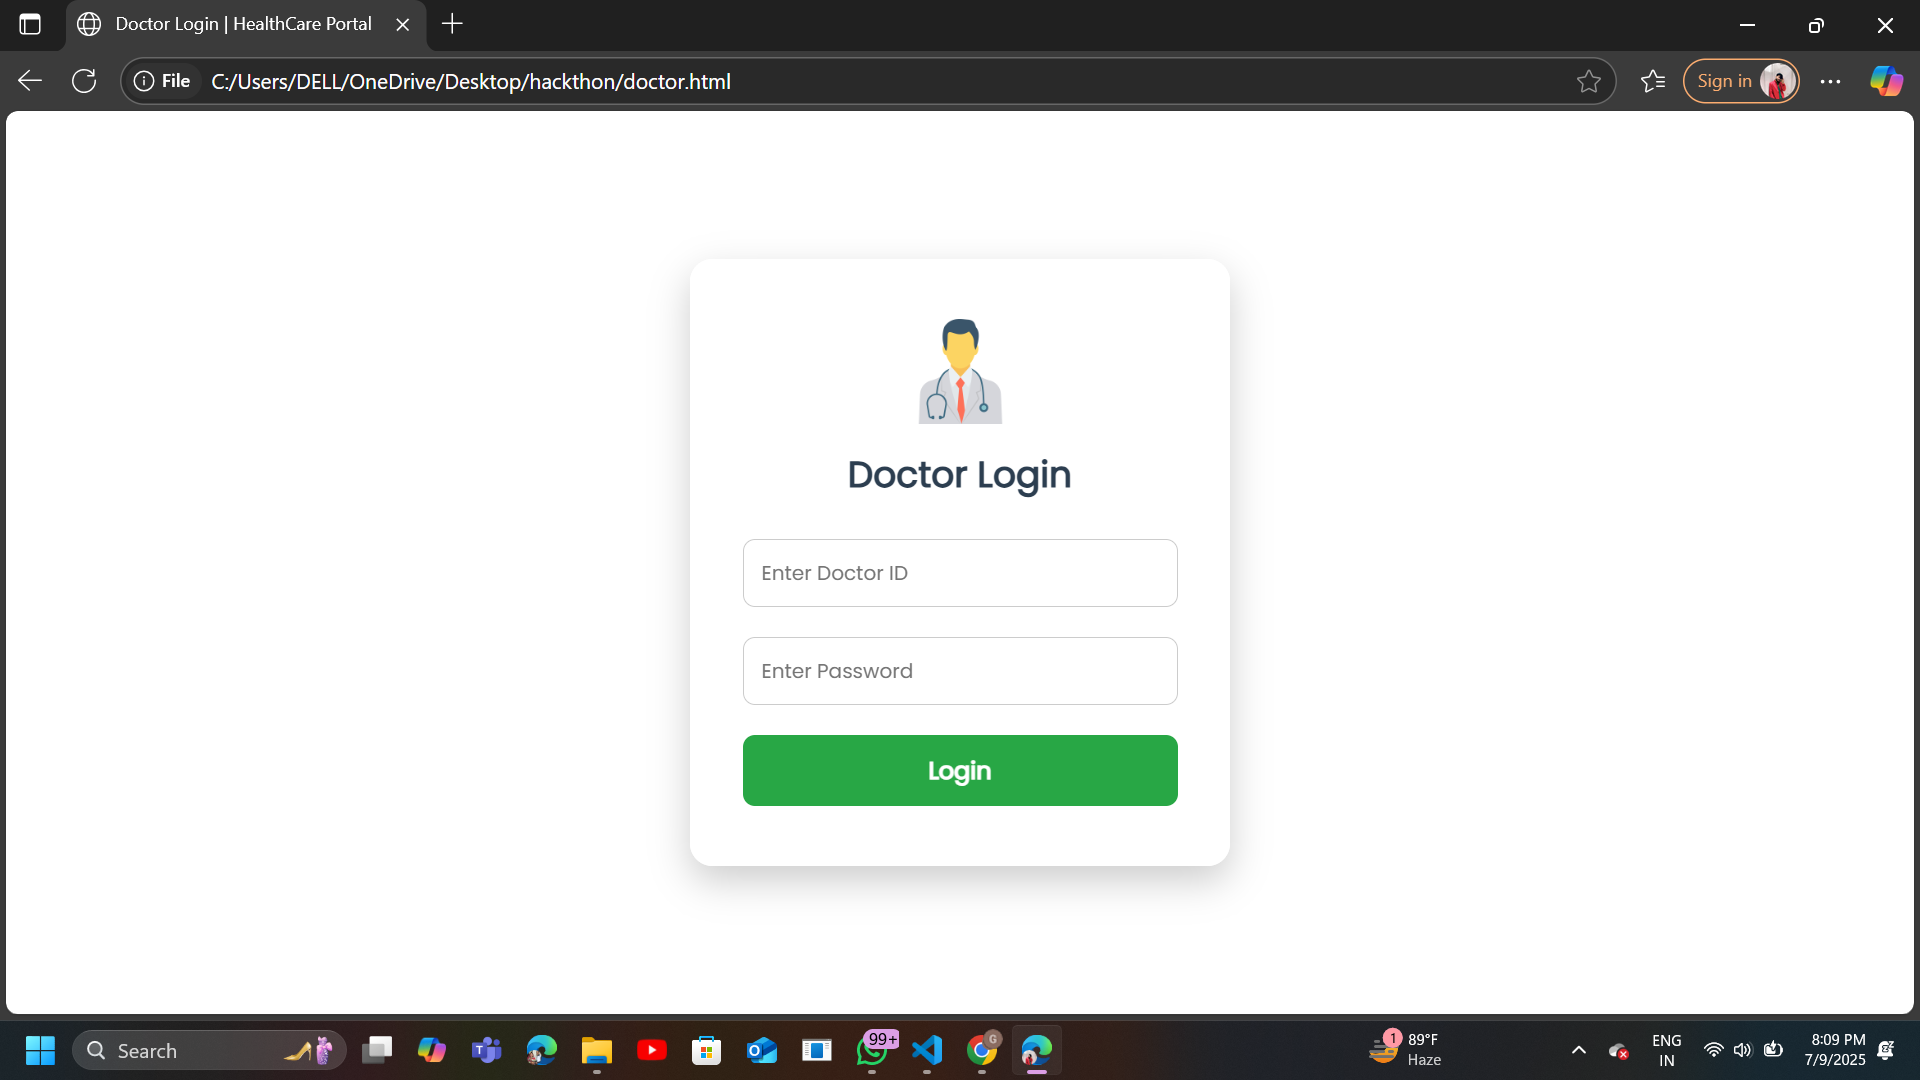 Doctor Login | HealthCare Portal
File
C:/Users/DELL/OneDrive/Desktop/hackthon/doctor.html
Sign in
Doctor Login
Enter Doctor ID
Enter Password
Login
Search
T
O
99+
G
1
89°F
Haze
ENG
IN
8:09 PM
7/9/2025